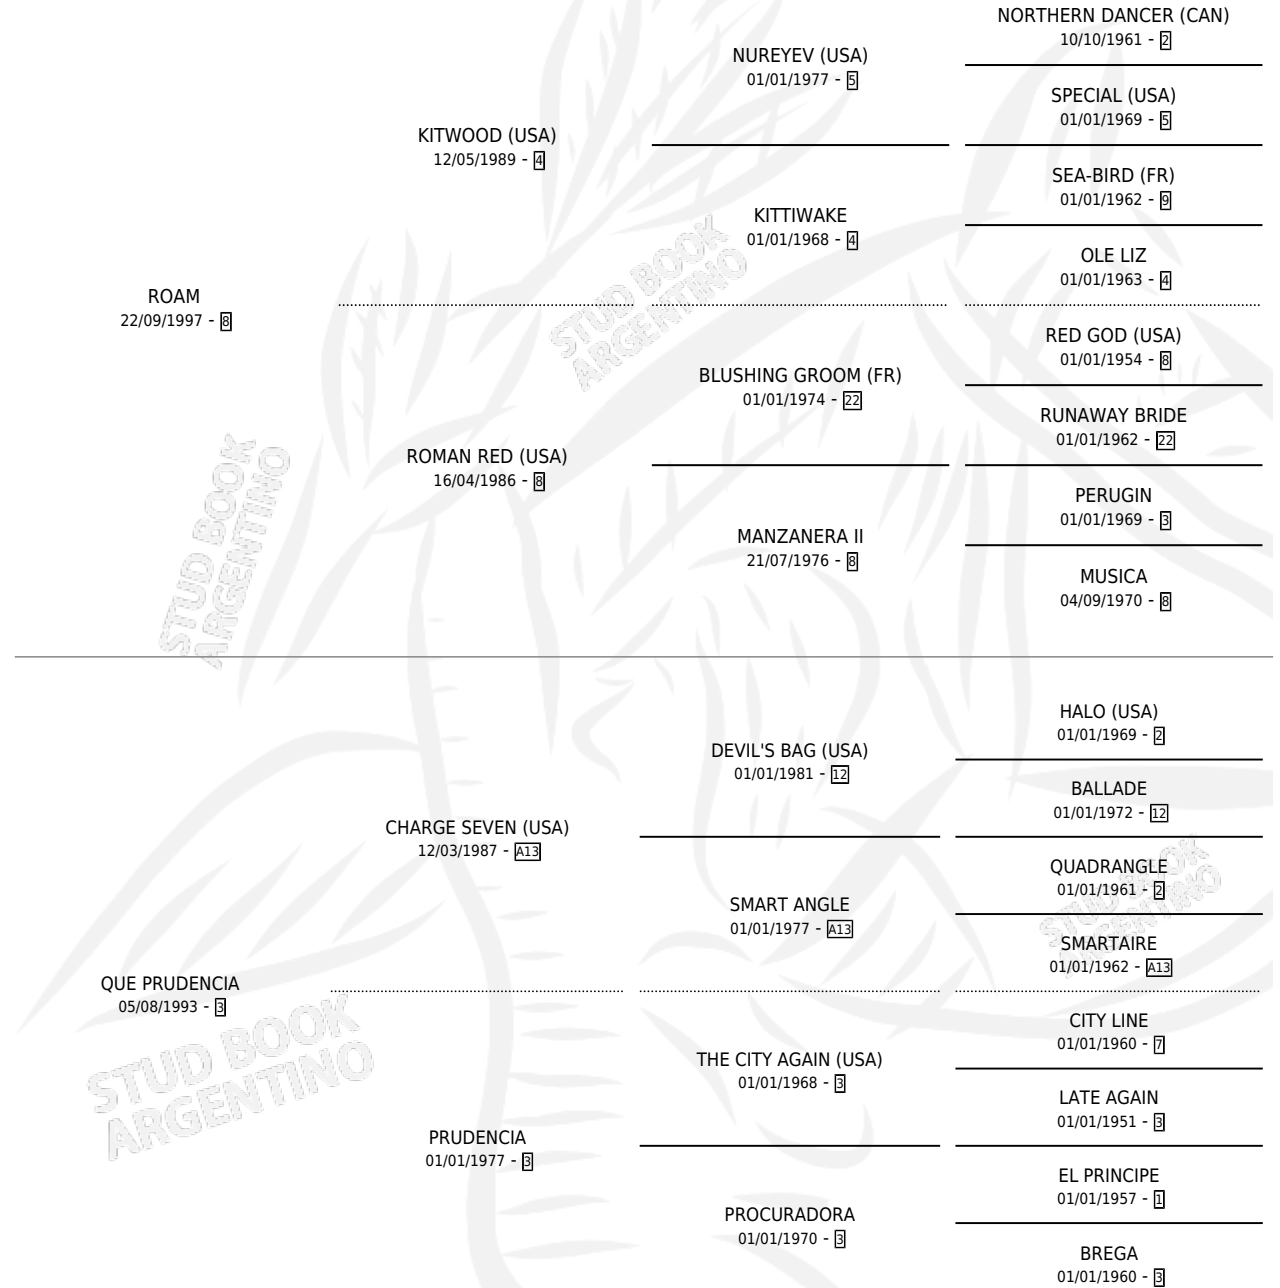 NORTHERN DANCER (CAN)
10/10/1961 - 2
NUREYEV (USA)
01/01/1977 - 5
SPECIAL (USA)
01/01/1969 - 5
KITWOOD (USA)
12/05/1989 - 4
SEA-BIRD (FR)
01/01/1962 - 9
KITTIWAKE
01/01/1968 - 4
OLE LIZ
01/01/1963 - 4
ROAM
22/09/1997 - 8
RED GOD (USA)
01/01/1954 - 8
BLUSHING GROOM (FR)
01/01/1974 - 22
RUNAWAY BRIDE
01/01/1962 - 22
ROMAN RED (USA)
16/04/1986 - 8
PERUGIN
01/01/1969 - 3
MANZANERA II
21/07/1976 - 8
MUSICA
04/09/1970 - 8
HALO (USA)
01/01/1969 - 2
DEVIL'S BAG (USA)
01/01/1981 - 12
BALLADE
01/01/1972 - 12
CHARGE SEVEN (USA)
12/03/1987 - A13
QUADRANGLE
01/01/1961 - 2
SMART ANGLE
01/01/1977 - A13
SMARTAIRE
01/01/1962 - A13
QUE PRUDENCIA
05/08/1993 - 3
CITY LINE
01/01/1960 - 7
THE CITY AGAIN (USA)
01/01/1968 - 3
LATE AGAIN
01/01/1951 - 3
PRUDENCIA
01/01/1977 - 3
EL PRINCIPE
01/01/1957 - 1
PROCURADORA
01/01/1970 - 3
BREGA
01/01/1960 - 3
STUD BOOK
ARGENTINO
STUD BOOK
ARGENTINO
STUD BOOK
ARGENTINO
STUD BOOK
ARGENTINO